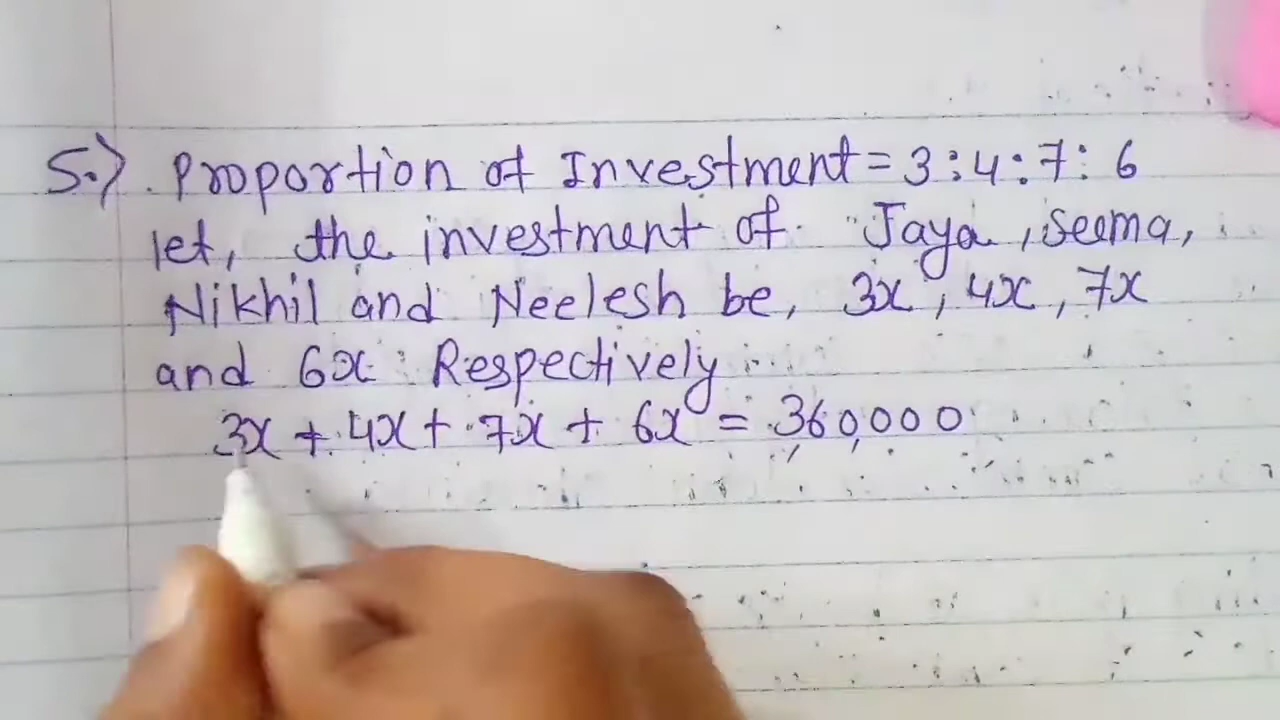 5.) Proportion of Investment = 3:4:7:6
let, the investment of Jaya, Seema,
Nikhil and Neelesh be, 3x, 4x, 7x
and 6x Respectively
3x + 4x + 7x + 6x = 360,000